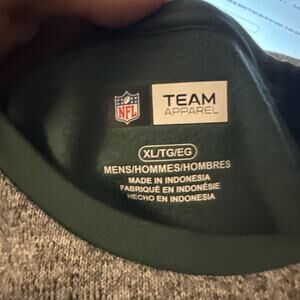 NFL
TEAM
APPAREL
XL/TG/EG
MENS/HOMMES/HOMBRES
MADE IN INDONESIA
FABRIQUÉ EN INDONÉSIE
HECHO EN INDONESIA